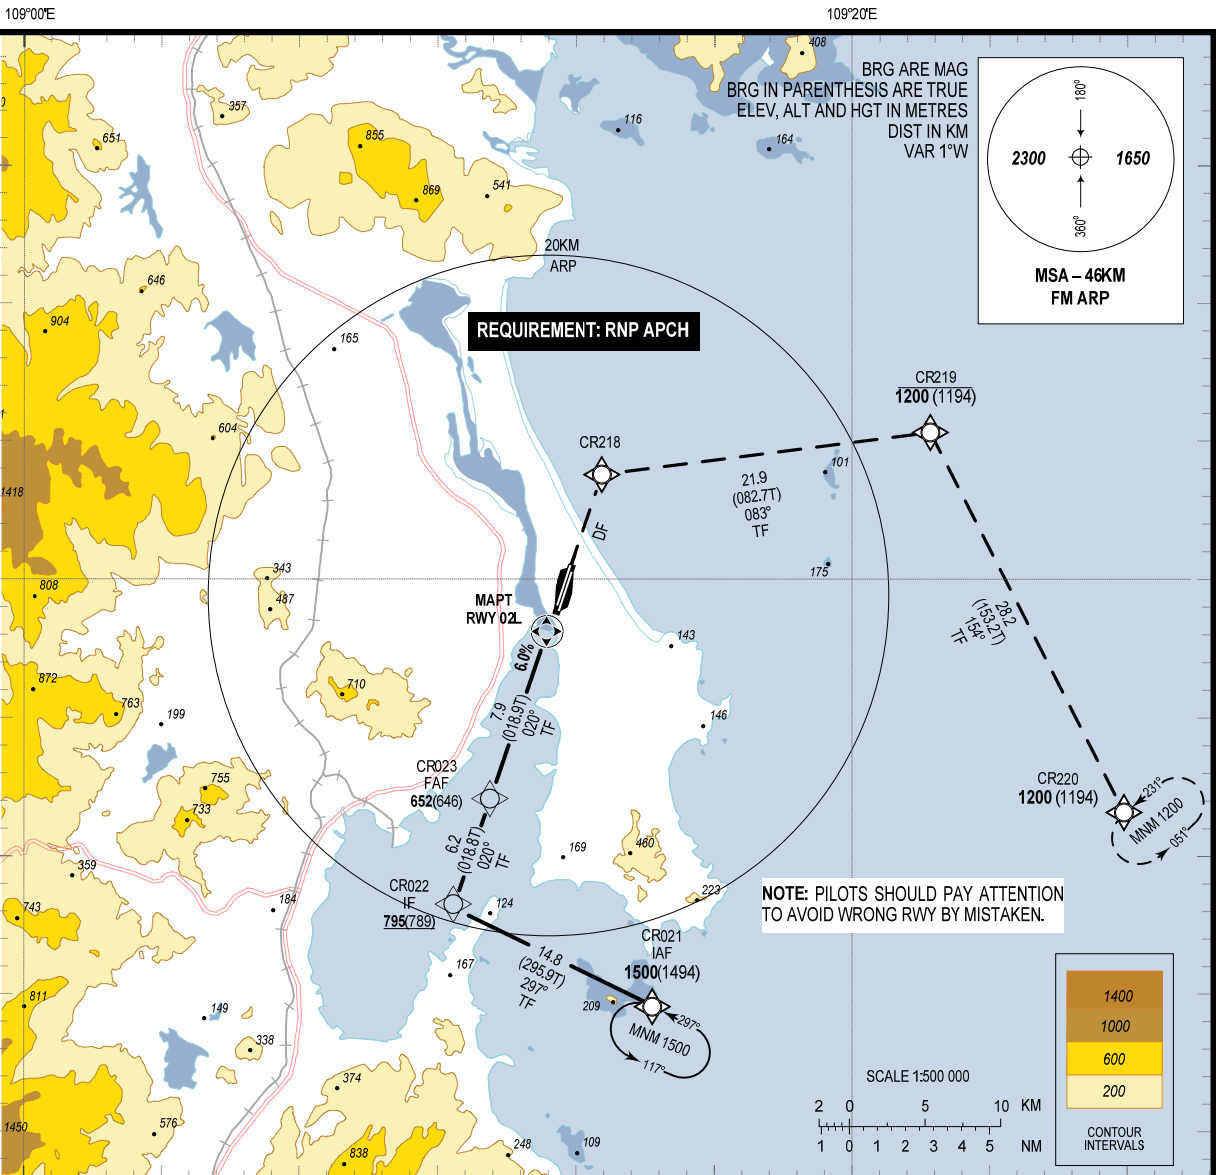 109°00'E
109°20'E
408
BRG ARE MAG
BRG IN PARENTHESIS ARE TRUE
ELEV, ALT AND HGT IN METRES
DIST IN KM
VAR 1°W
180°
2300
1650
360°
MSA – 46KM
FM ARP
357
116
164
651
855
869
541
20KM
ARP
646
904
165
REQUIREMENT: RNP APCH
CR219
1200 (1194)
604
CR218
101
1418
21.9
(082.7T)
083°
TF
DF
343
175
808
487
MAPT
RWY 02L
28.2
(153.2T)
154°
TF
143
6.0%
872
710
763
199
7.9
(018.9T)
020°
TF
146
CR023
FAF
652(646)
755
733
CR220
1200 (1194)
231°
MNM 1200
051°
6.2
(018.8T)
020°
TF
169
460
359
CR022
IF
795(789)
223
NOTE: PILOTS SHOULD PAY ATTENTION
TO AVOID WRONG RWY BY MISTAKEN.
743
184
124
CR021
IAF
1500(1494)
14.8
(295.9T)
297°
TF
167
811
149
209
297°
MNM 1500
117°
338
374
1400
1000
600
200
CONTOUR
INTERVALS
SCALE 1:500 000
2 0 5 10 KM
1 0 1 2 3 4 5 NM
1450
576
838
248
109